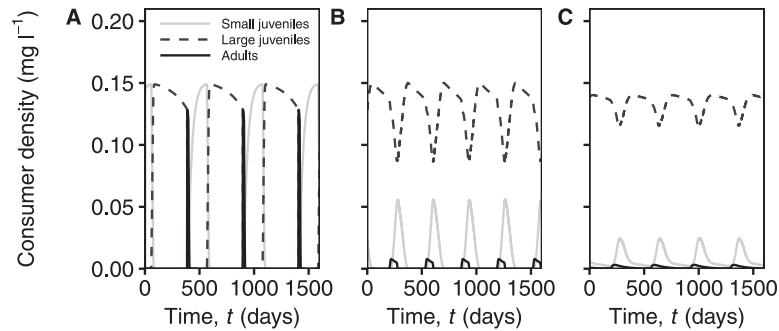 A
B
C
Small juveniles
Large juveniles
Adults
Consumer density (mg l⁻¹)
0.20
0.15
0.10
0.05
0.00
0 500 1000 1500
0 500 1000 1500
0 500 1000 1500
Time, t (days)
Time, t (days)
Time, t (days)